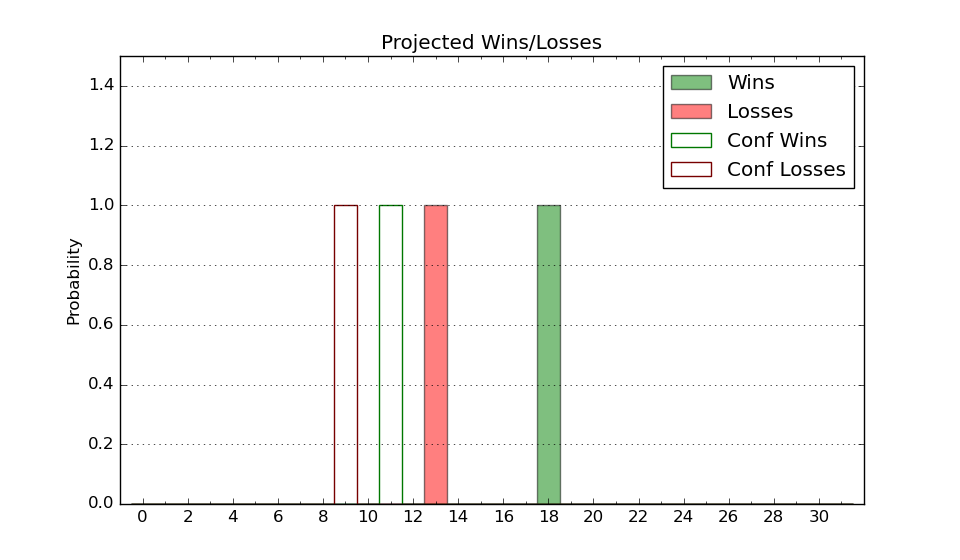 Projected Wins/Losses
Wins
Losses
Conf Wins
Conf Losses
Probability
1.4
1.2
1.0
0.8
0.6
0.4
0.2
0.0
0 2 4 6 8 10 12 14 16 18 20 22 24 26 28 30